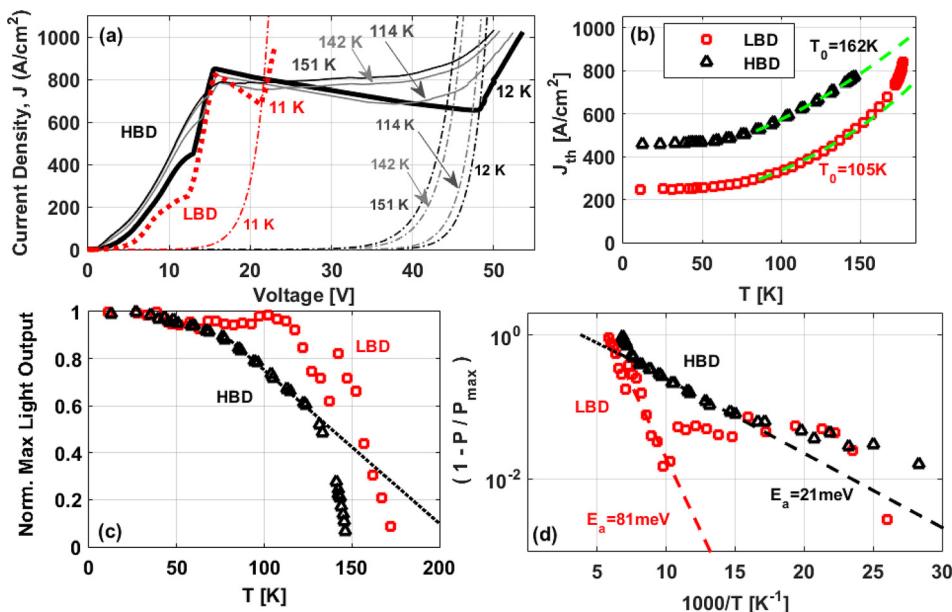 (a)
Current Density, J (A/cm²)
1000
800
600
400
200
0
0
10
20
30
40
50
Voltage [V]
HBD
LBD
11 K
11 K
151 K
142 K
114 K
12 K
114 K
142 K
151 K
12 K
(b)
J_th [A/cm²]
1000
800
600
400
200
0
0
50
100
150
T [K]
LBD
HBD
T_0=162K
T_0=105K
(c)
Norm. Max Light Output
1
0.8
0.6
0.4
0.2
0
0
50
100
150
200
T [K]
LBD
HBD
(d)
( 1 - P / P_max )
10^0
10^-2
5
10
15
20
25
30
1000/T [K^-1]
HBD
LBD
E_a=81meV
E_a=21meV